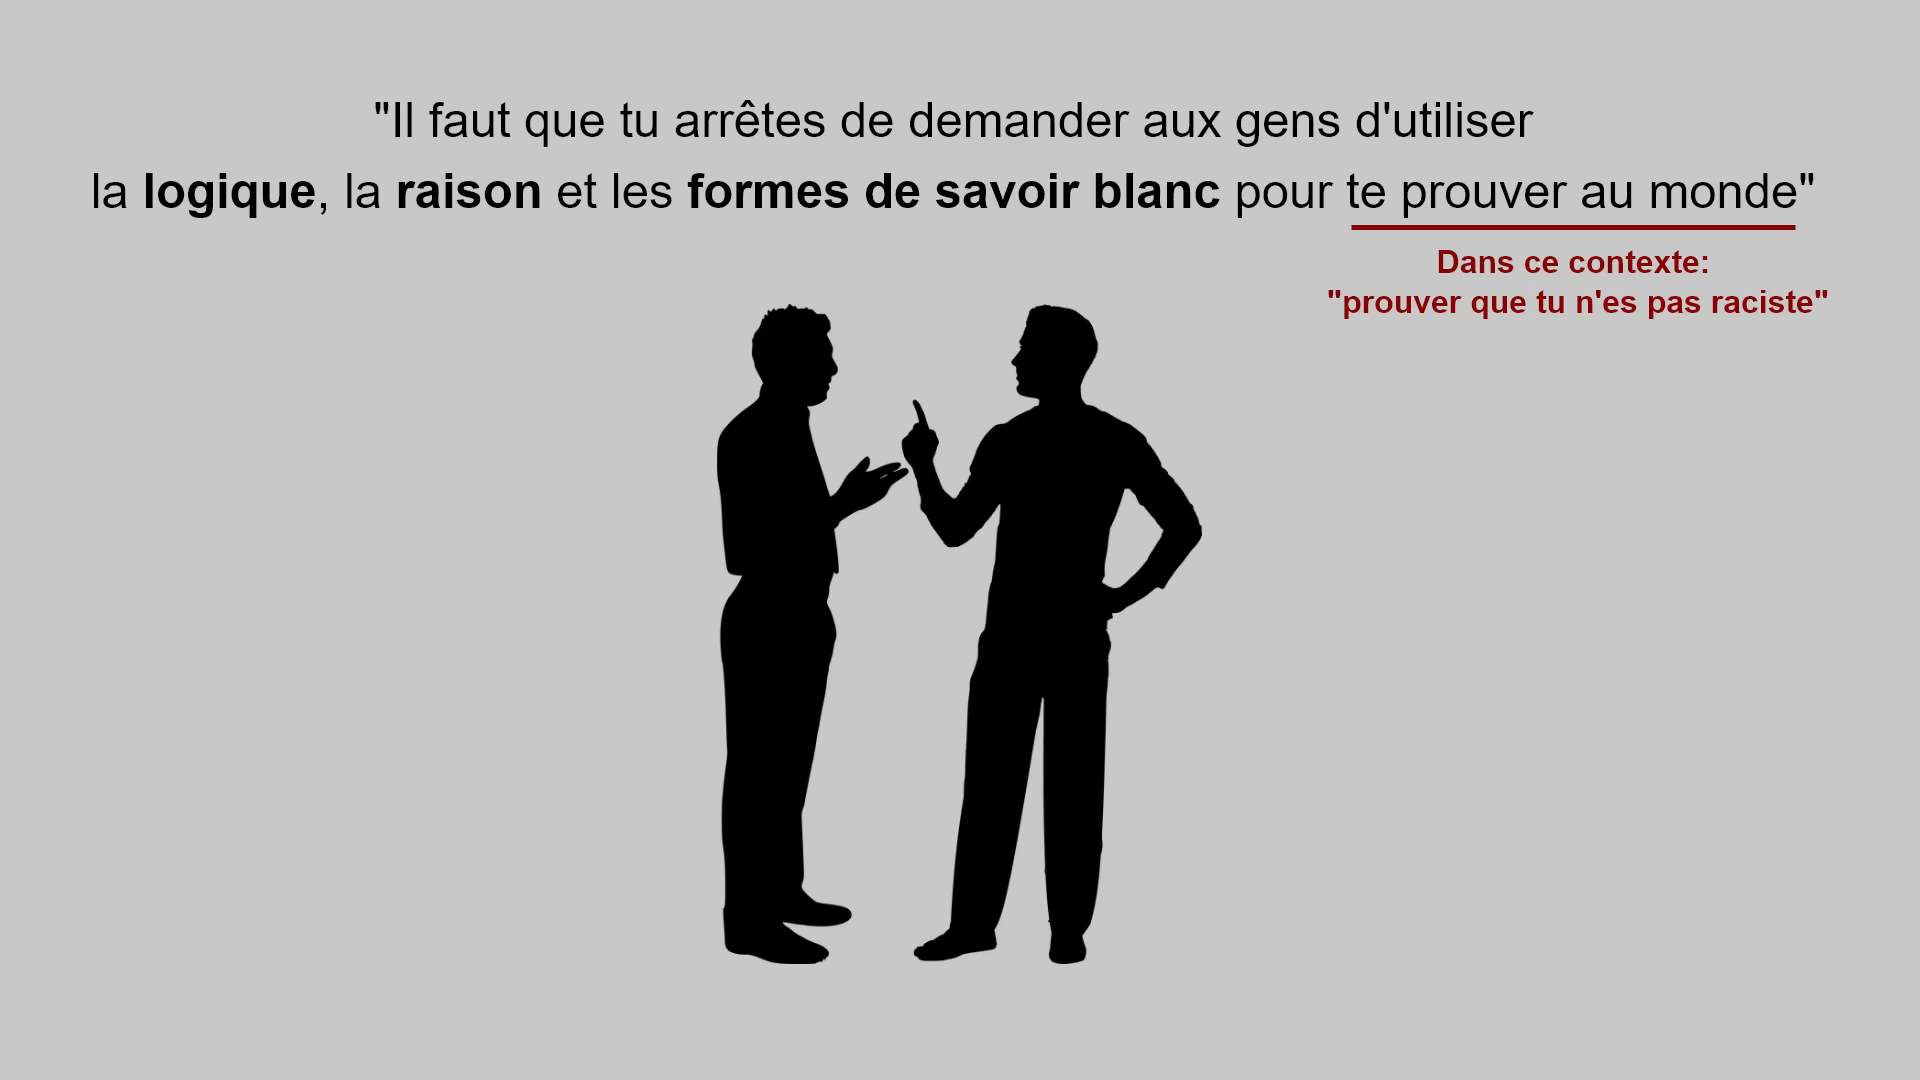 "Il faut que tu arrêtes de demander aux gens d'utiliser
la logique, la raison et les formes de savoir blanc pour te prouver au monde"
Dans ce contexte:
"prouver que tu n'es pas raciste"